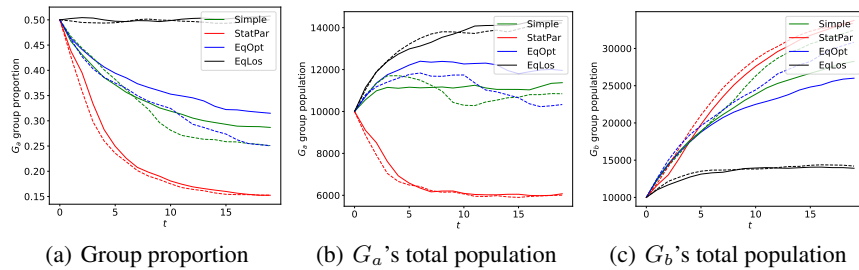 0.50
0.45
0.40
0.35
0.30
0.25
0.20
0.15
0
5
10
15
t
Gₐ group proportion
Simple
StatPar
EqOpt
EqLos
(a) Group proportion
14000
12000
10000
8000
6000
0
5
10
15
t
Gₐ group population
Simple
StatPar
EqOpt
EqLos
(b) Gₐ's total population
30000
25000
20000
15000
10000
0
5
10
15
t
G_b group population
Simple
StatPar
EqOpt
EqLos
(c) G_b's total population